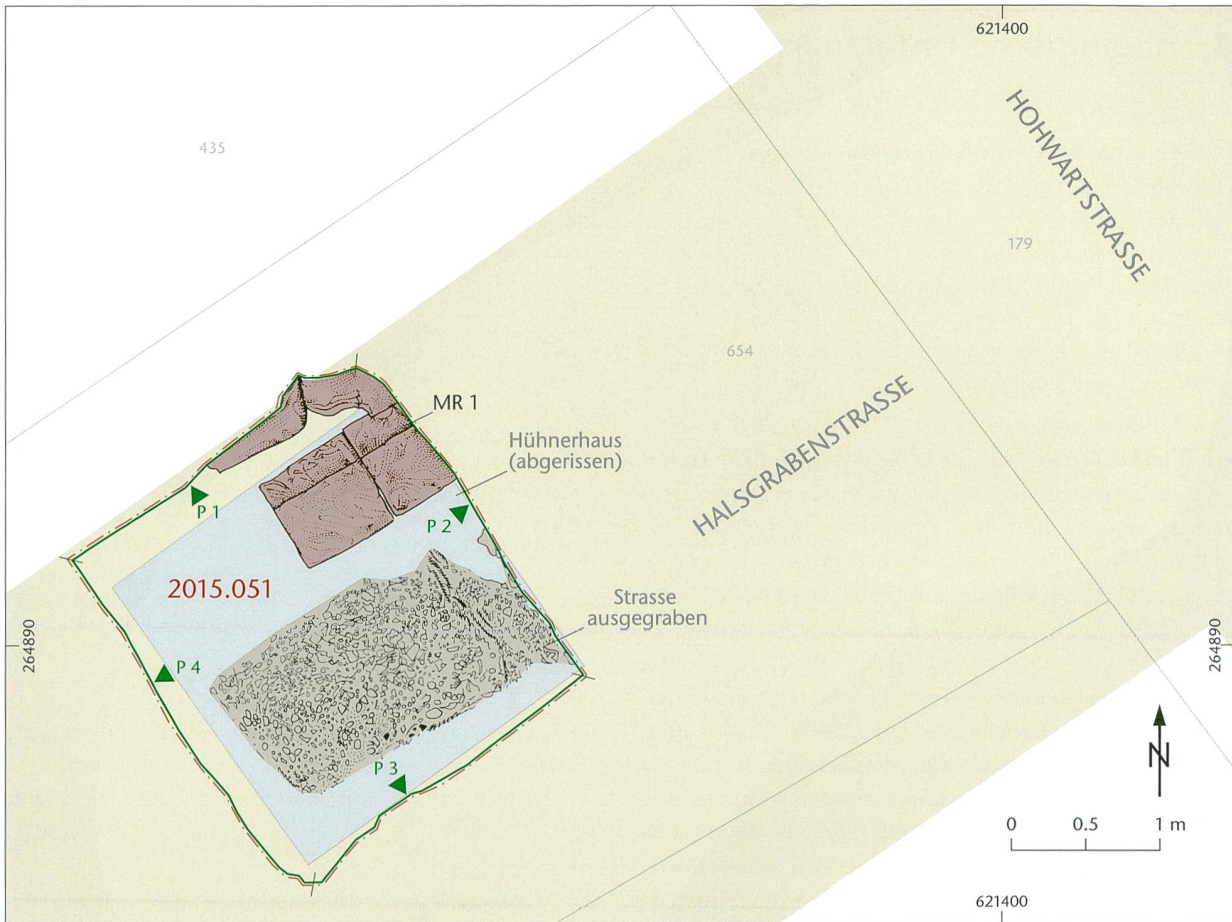 621400
HOHWARTSTRASSE
435
179
654
HALSGRABENSTRASSE
MR 1
Hühnerhaus
(abgerissen)
P 1
P 2
2015.051
Strasse
ausgegraben
264890
264890
P 4
P 3
N
0 0.5 1 m
621400